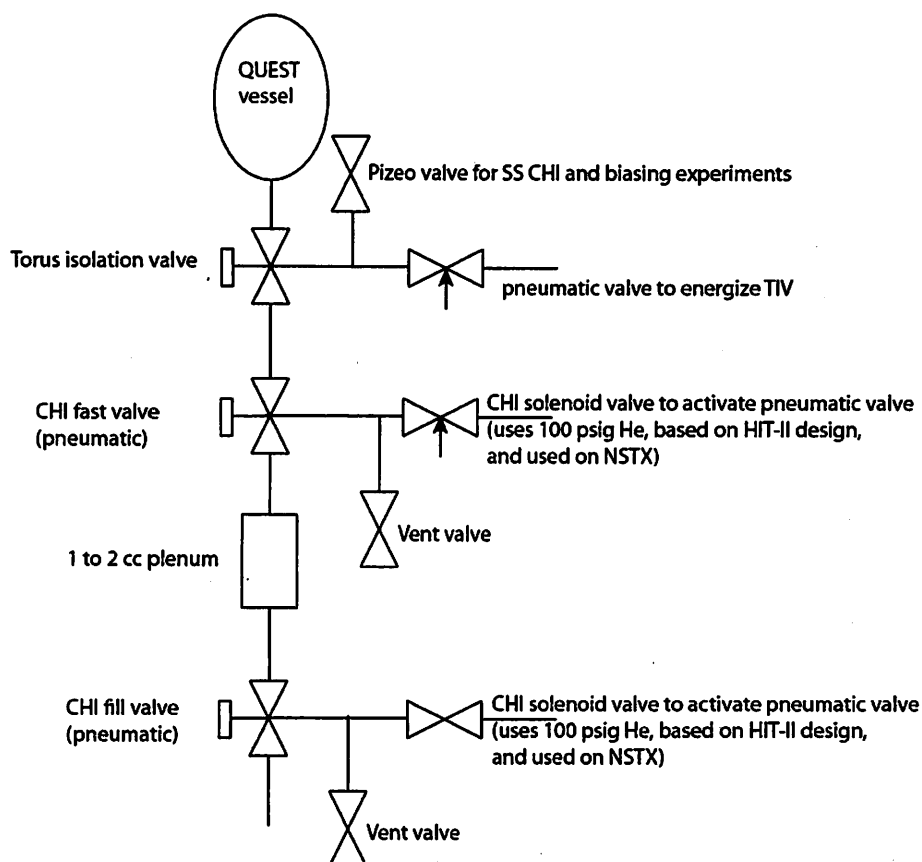 QUEST
vessel
Pizeo valve for SS CHI and biasing experiments
Torus isolation valve
pneumatic valve to energize TIV
CHI fast valve
(pneumatic)
CHI solenoid valve to activate pneumatic valve
(uses 100 psig He, based on HIT-II design,
and used on NSTX)
Vent valve
1 to 2 cc plenum
CHI fill valve
(pneumatic)
CHI solenoid valve to activate pneumatic valve
(uses 100 psig He, based on HIT-II design,
and used on NSTX)
Vent valve